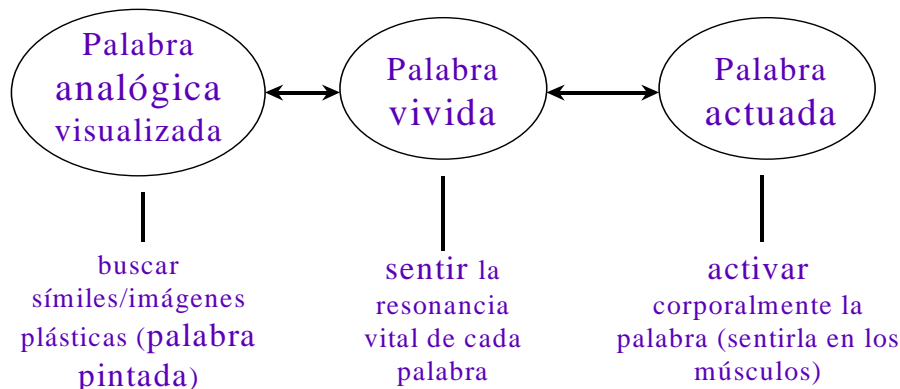 Palabra
analógica
visualizada
Palabra
vivida
Palabra
actuada
buscar
símiles/imágenes
plásticas (palabra
pintada)
sentir la
resonancia
vital de cada
palabra
activar
corporalmente la
palabra (sentirla en los
músculos)